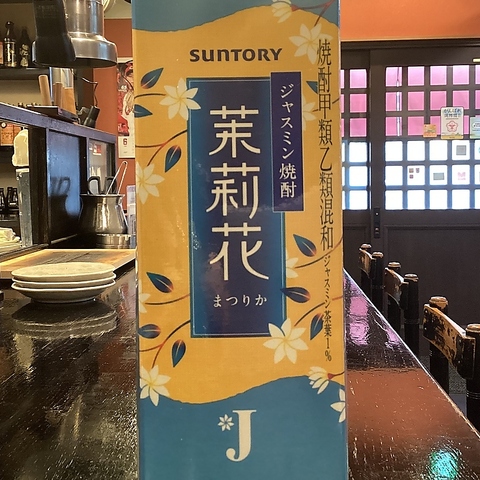 SUNTORY
ジャスミン焼酎
茉莉花
まつりか
焼酎甲類乙類混和
ジャスミン茶葉1%
J